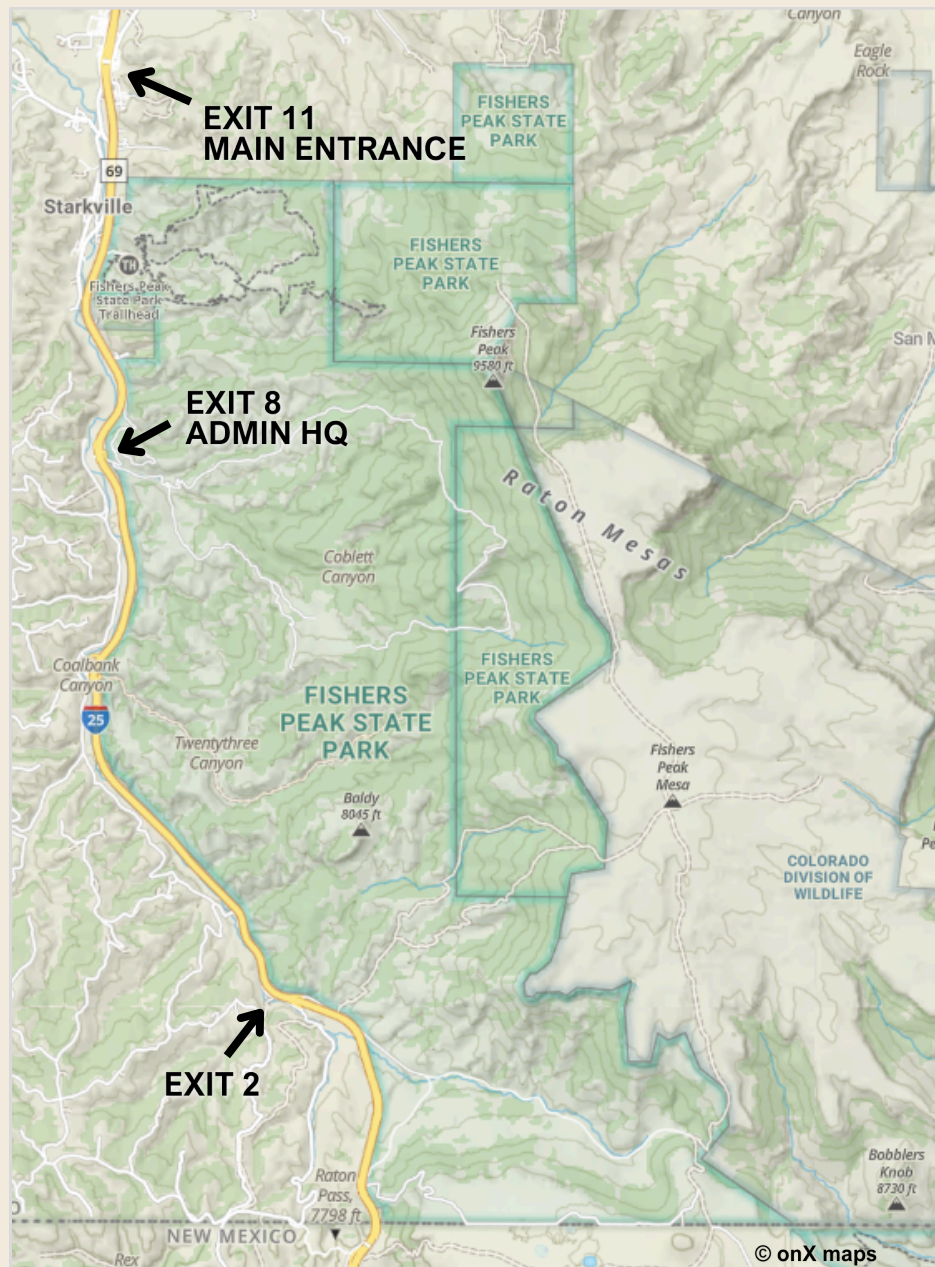 Canyon
Eagle
Rock
EXIT 11
MAIN ENTRANCE
FISHERS
PEAK STATE
PARK
69
Starkville
FISHERS
PEAK STATE
PARK
TH
Fishers Peak
State Park
Trailhead
Fishers
Peak
9580 ft
San M
EXIT 8
ADMIN HQ
Raton Mesas
Coblett
Canyon
Coalbank
Canyon
FISHERS
PEAK STATE
PARK
FISHERS
PEAK STATE
PARK
25
Twentythree
Canyon
Fishers
Peak
Mesa
Baldy
8045 ft
Pe
COLORADO
DIVISION OF
WILDLIFE
EXIT 2
Raton
Pass,
7798 ft
Bobblers
Knob
8730 ft
O
NEW MEXICO
Rex
© onX maps